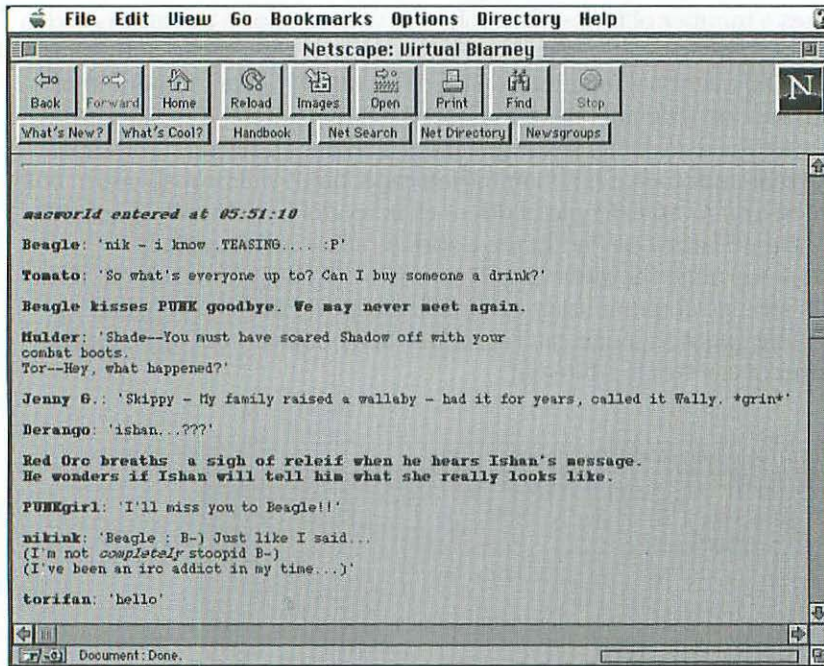 File Edit View Go Bookmarks Options Directory Help
Netscape: Virtual Blarney
Back Forward Home Reload Images Open Print Find Stop
N
What's New? What's Cool? Handbook Net Search Net Directory Newsgroups
macworld entered at 05:51:10
Beagle: 'nik - i know .TEASING.... :P'
Tomato: 'So what's everyone up to? Can I buy someone a drink?'
Beagle kisses PUNK goodbye. We may never meet again.
Mulder: 'Shade--You must have scared Shadow off with your
combat boots.
Tor--Hey, what happened?'
Jenny G.: 'Skippy - My family raised a wallaby - had it for years, called it Wally. *grin*'
Derango: 'ishan...???'
Red Orc breaths a sigh of releif when he hears Ishan's message.
He wonders if Ishan will tell him what she really looks like.
PUNKgirl: 'I'll miss you to Beagle!!'
nikink: 'Beagle : B-) Just like I said...
(I'm not completely stoopid B-)
(I've been an irc addict in my time...)'
torifan: 'hello'
Document: Done.